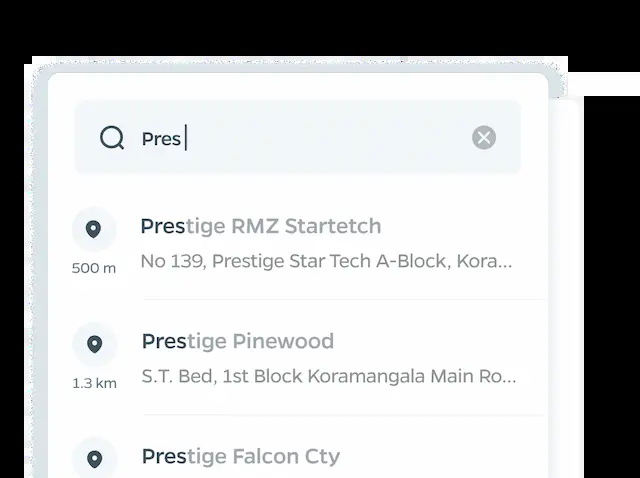 Pres
Prestige RMZ Startetch
No 139, Prestige Star Tech A-Block, Kora...
500 m
Prestige Pinewood
S.T. Bed, 1st Block Koramangala Main Ro...
1.3 km
Prestige Falcon Cty